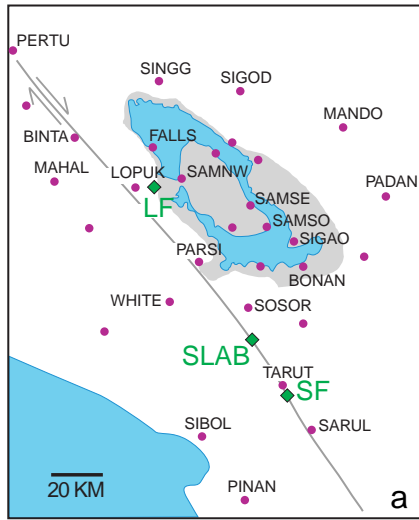 PERTU
SINGG
SIGOD
MANDO
BINTA
FALLS
MAHAL
LOPUK
SAMNW
PADAN
LF
SAMSE
SAMSO
SIGAO
PARSI
BONAN
WHITE
SOSOR
SLAB
TARUT
SF
SIBOL
SARUL
20 KM
PINAN
a